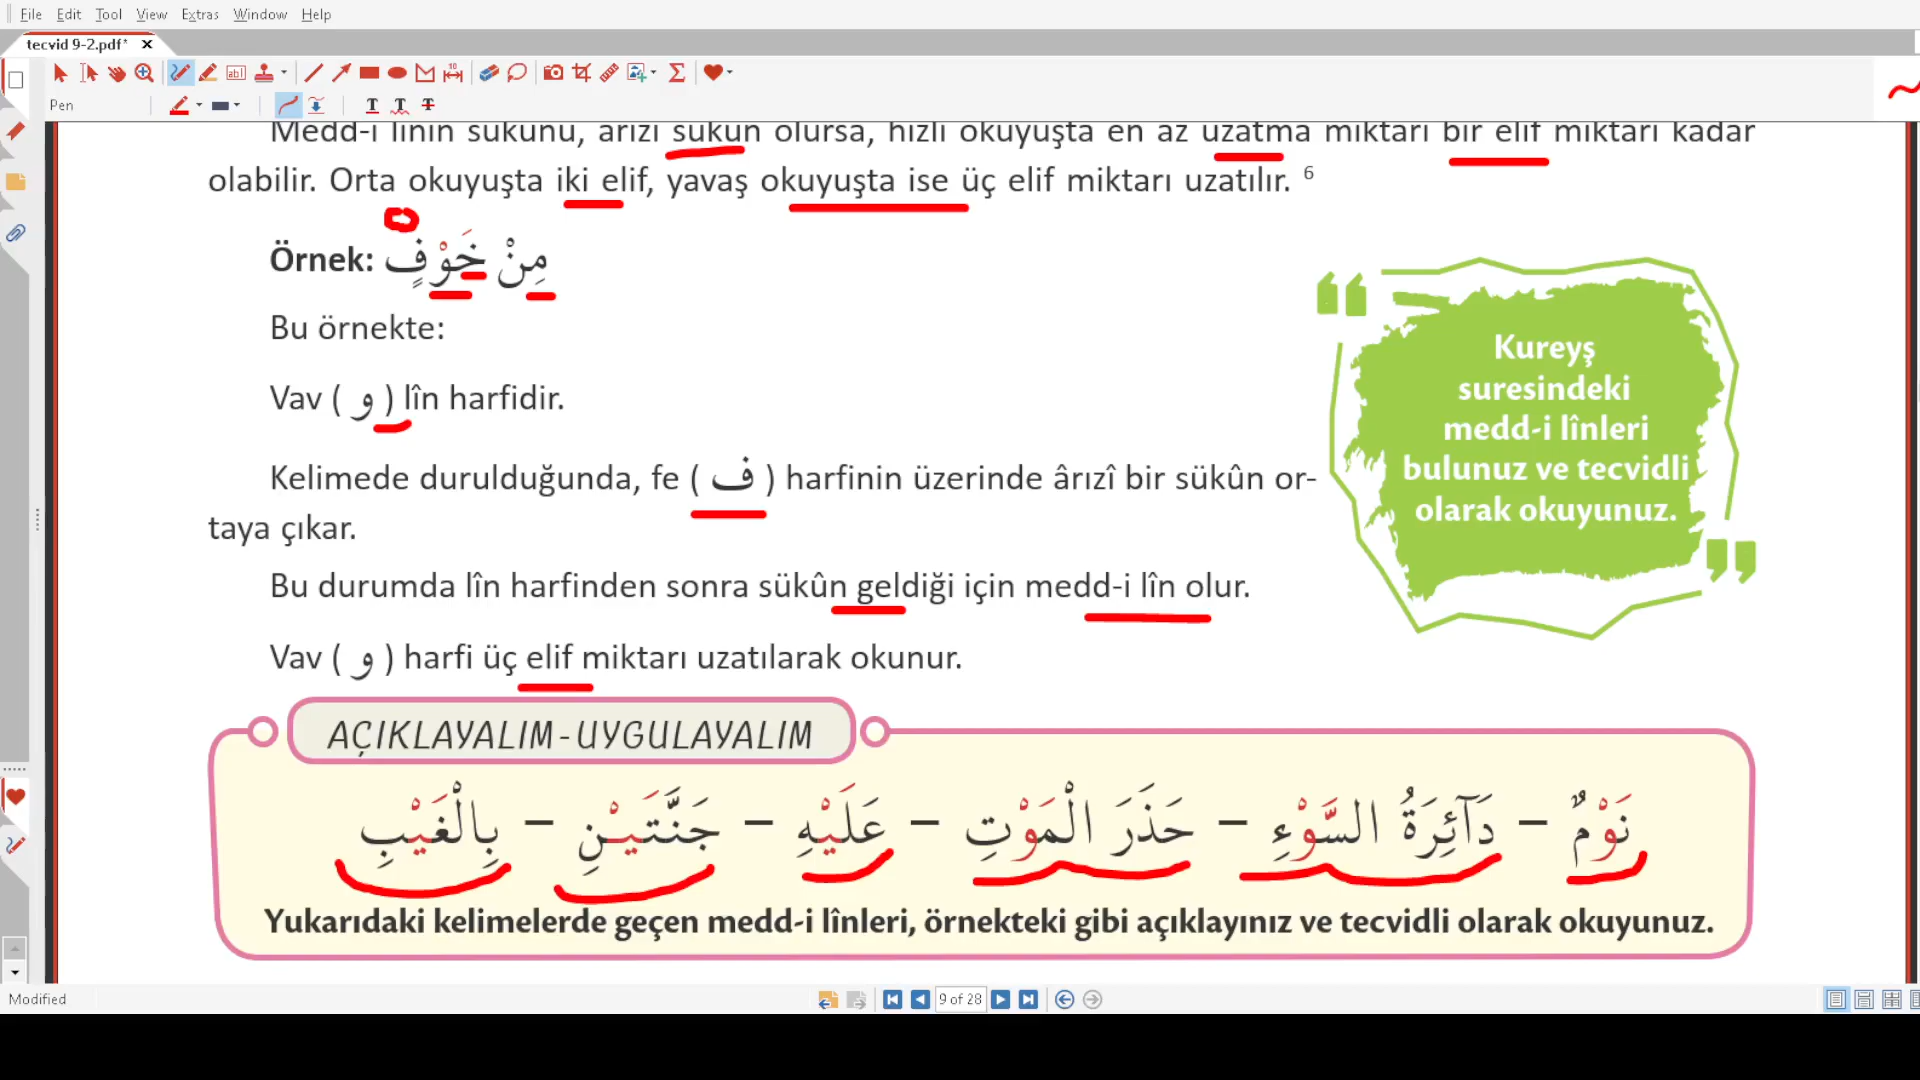 File Edit Tool View Extras Window Help
tecvid 9-2.pdf*
Pen
Medd-i lînin sükûnu, ârızî sükûn olursa, hızlı okuyuşta en az uzatma miktarı bir elif miktarı kadar
olabilir. Orta okuyuşta iki elif, yavaş okuyuşta ise üç elif miktarı uzatılır. 6
Örnek: مِنْ خَوْفٍ
Bu örnekte:
Vav ( و ) lîn harfidir.
Kelimede durulduğunda, fe ( ف ) harfinin üzerinde ârızî bir sükûn or-
taya çıkar.
Bu durumda lîn harfinden sonra sükûn geldiği için medd-i lîn olur.
Vav ( و ) harfi üç elif miktarı uzatılarak okunur.
Kureyş
suresindeki
medd-i lînleri
bulunuz ve tecvidli
olarak okuyunuz.
AÇIKLAYALIM-UYGULAYALIM
نَوْمٌ – دَآئِرَةُ السَّوْءِ – حَذَرَ الْمَوْتِ – عَلَيْهِ – جَنَّتَيْنِ – بِالْغَيْبِ
Yukarıdaki kelimelerde geçen medd-i lînleri, örnekteki gibi açıklayınız ve tecvidli olarak okuyunuz.
Modified
9 of 28